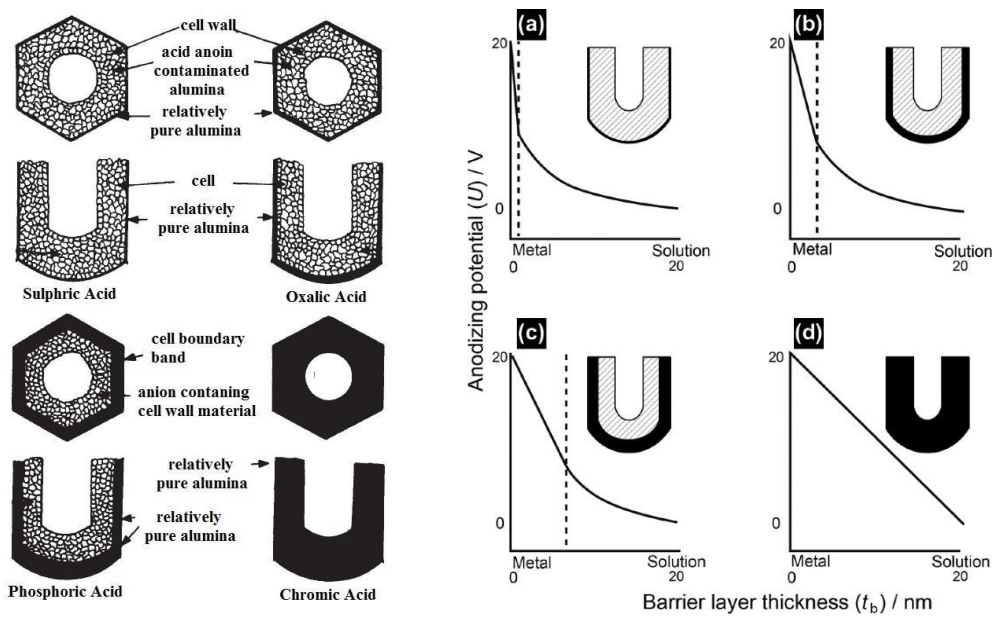 cell wall
acid anoin
contaminated
alumina
relatively
pure alumina
cell
relatively
pure alumina
Sulphric Acid
Oxalic Acid
cell boundary
band
anion contaning
cell wall material
relatively
pure alumina
relatively
pure alumina
Phosphoric Acid
Chromic Acid
Anodizing potential (U) / V
(a)
20
0
Metal
Solution
0
20
(b)
20
0
Metal
Solution
0
20
(c)
20
0
Metal
Solution
0
20
(d)
20
0
Metal
Solution
0
20
Barrier layer thickness (tb) / nm